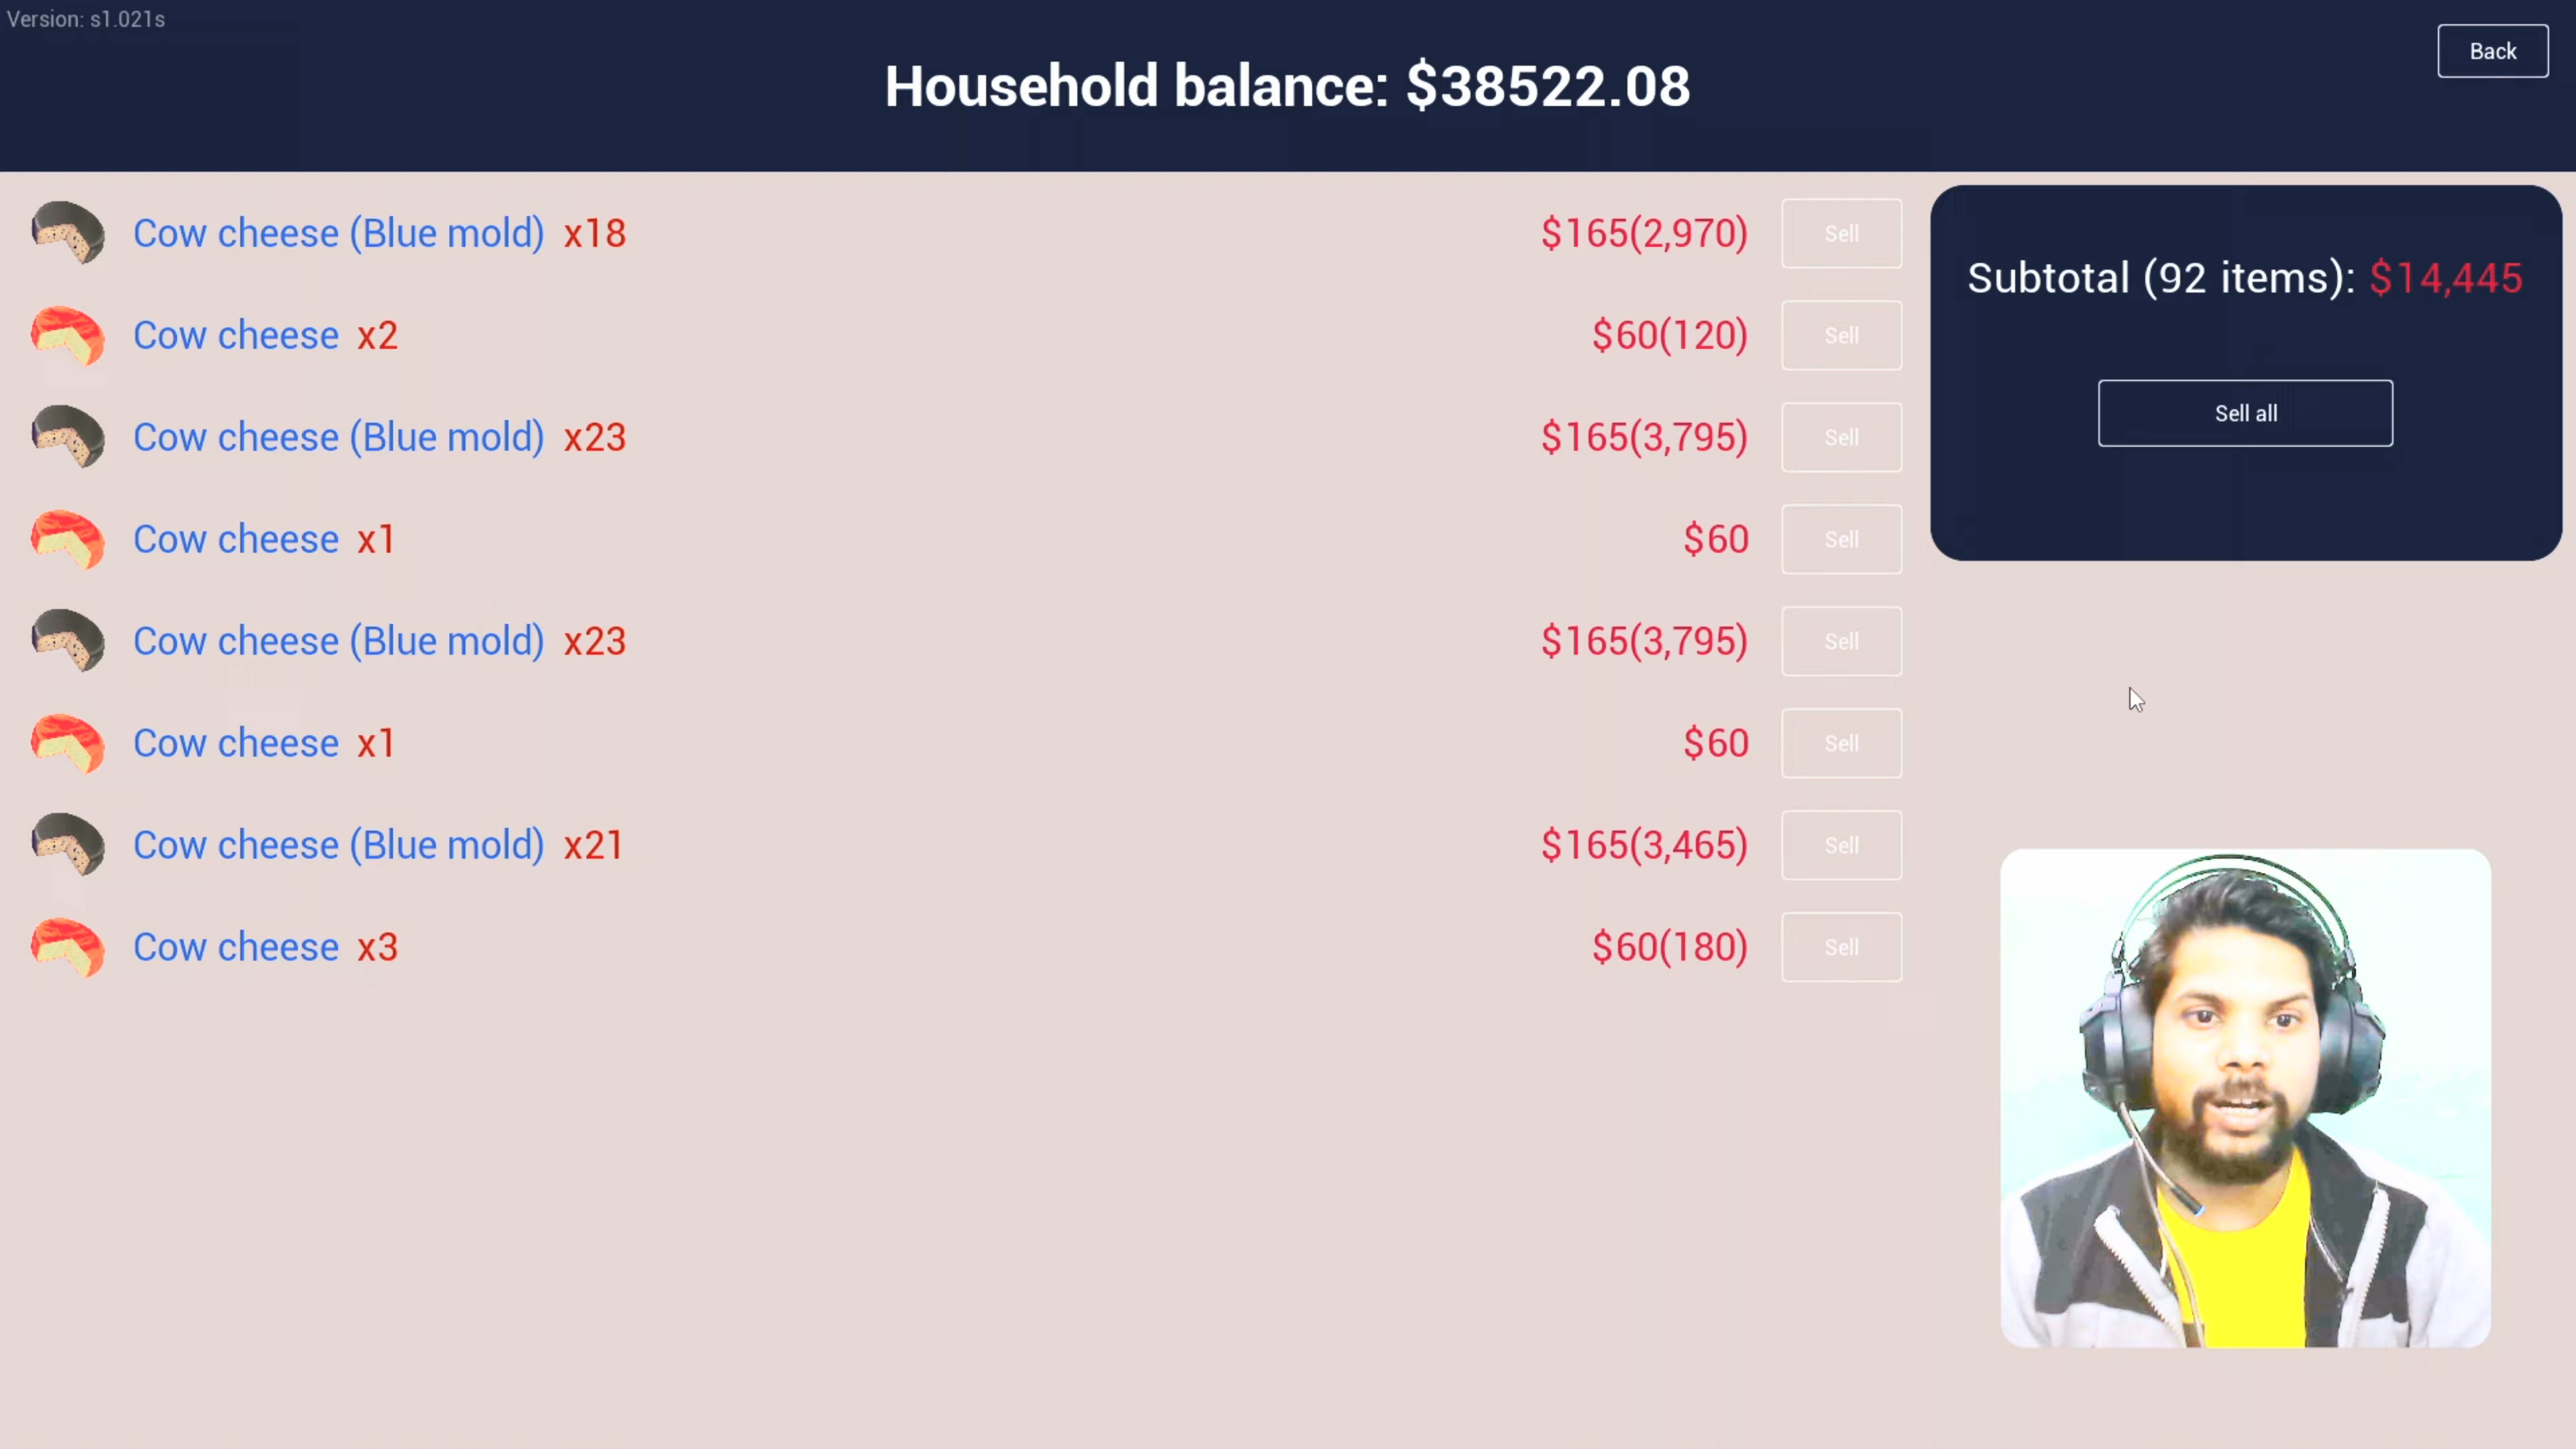 Version: s1.021s
Back
Household balance: $38522.08
Cow cheese (Blue mold) x18 $165(2,970) Sell
Cow cheese x2 $60(120) Sell
Cow cheese (Blue mold) x23 $165(3,795) Sell
Cow cheese x1 $60 Sell
Cow cheese (Blue mold) x23 $165(3,795) Sell
Cow cheese x1 $60 Sell
Cow cheese (Blue mold) x21 $165(3,465) Sell
Cow cheese x3 $60(180) Sell
Subtotal (92 items): $14,445
Sell all